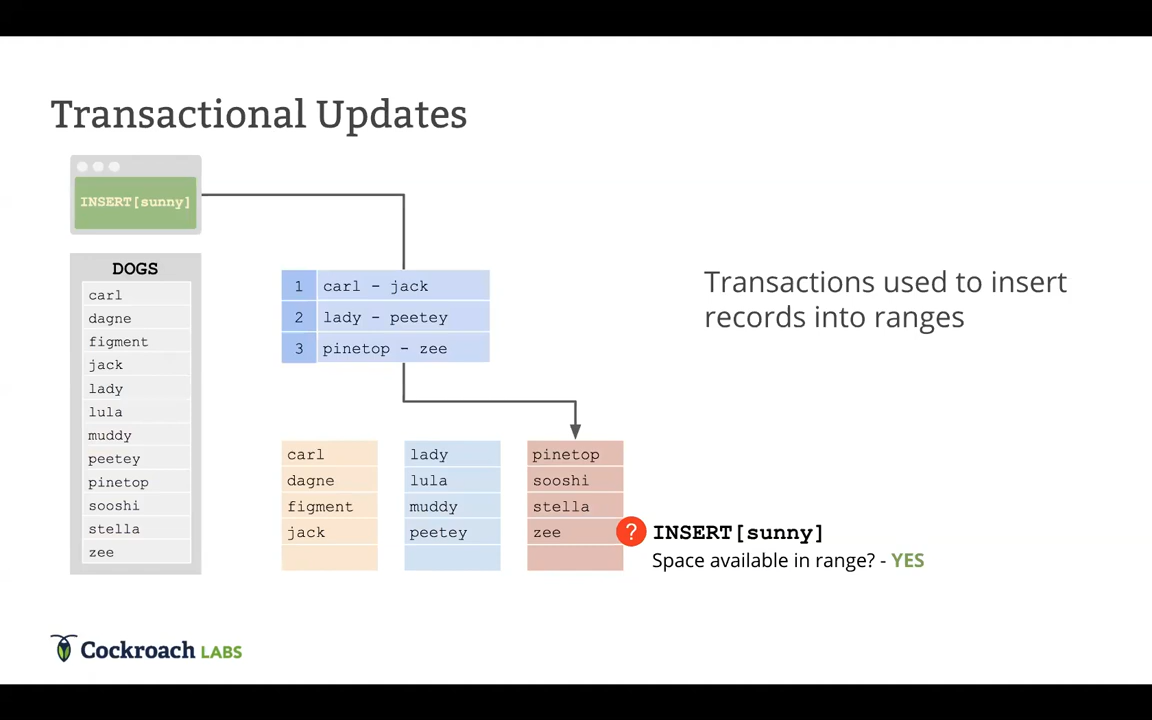 Transactional Updates
INSERT[sunny]
DOGS
carl
dagne
figment
jack
lady
lula
muddy
peetey
pinetop
sooshi
stella
zee
1 carl - jack
2 lady - peetey
3 pinetop - zee
Transactions used to insert
records into ranges
carl
dagne
figment
jack
lady
lula
muddy
peetey
pinetop
sooshi
stella
zee
? INSERT[sunny]
Space available in range? - YES
Cockroach LABS